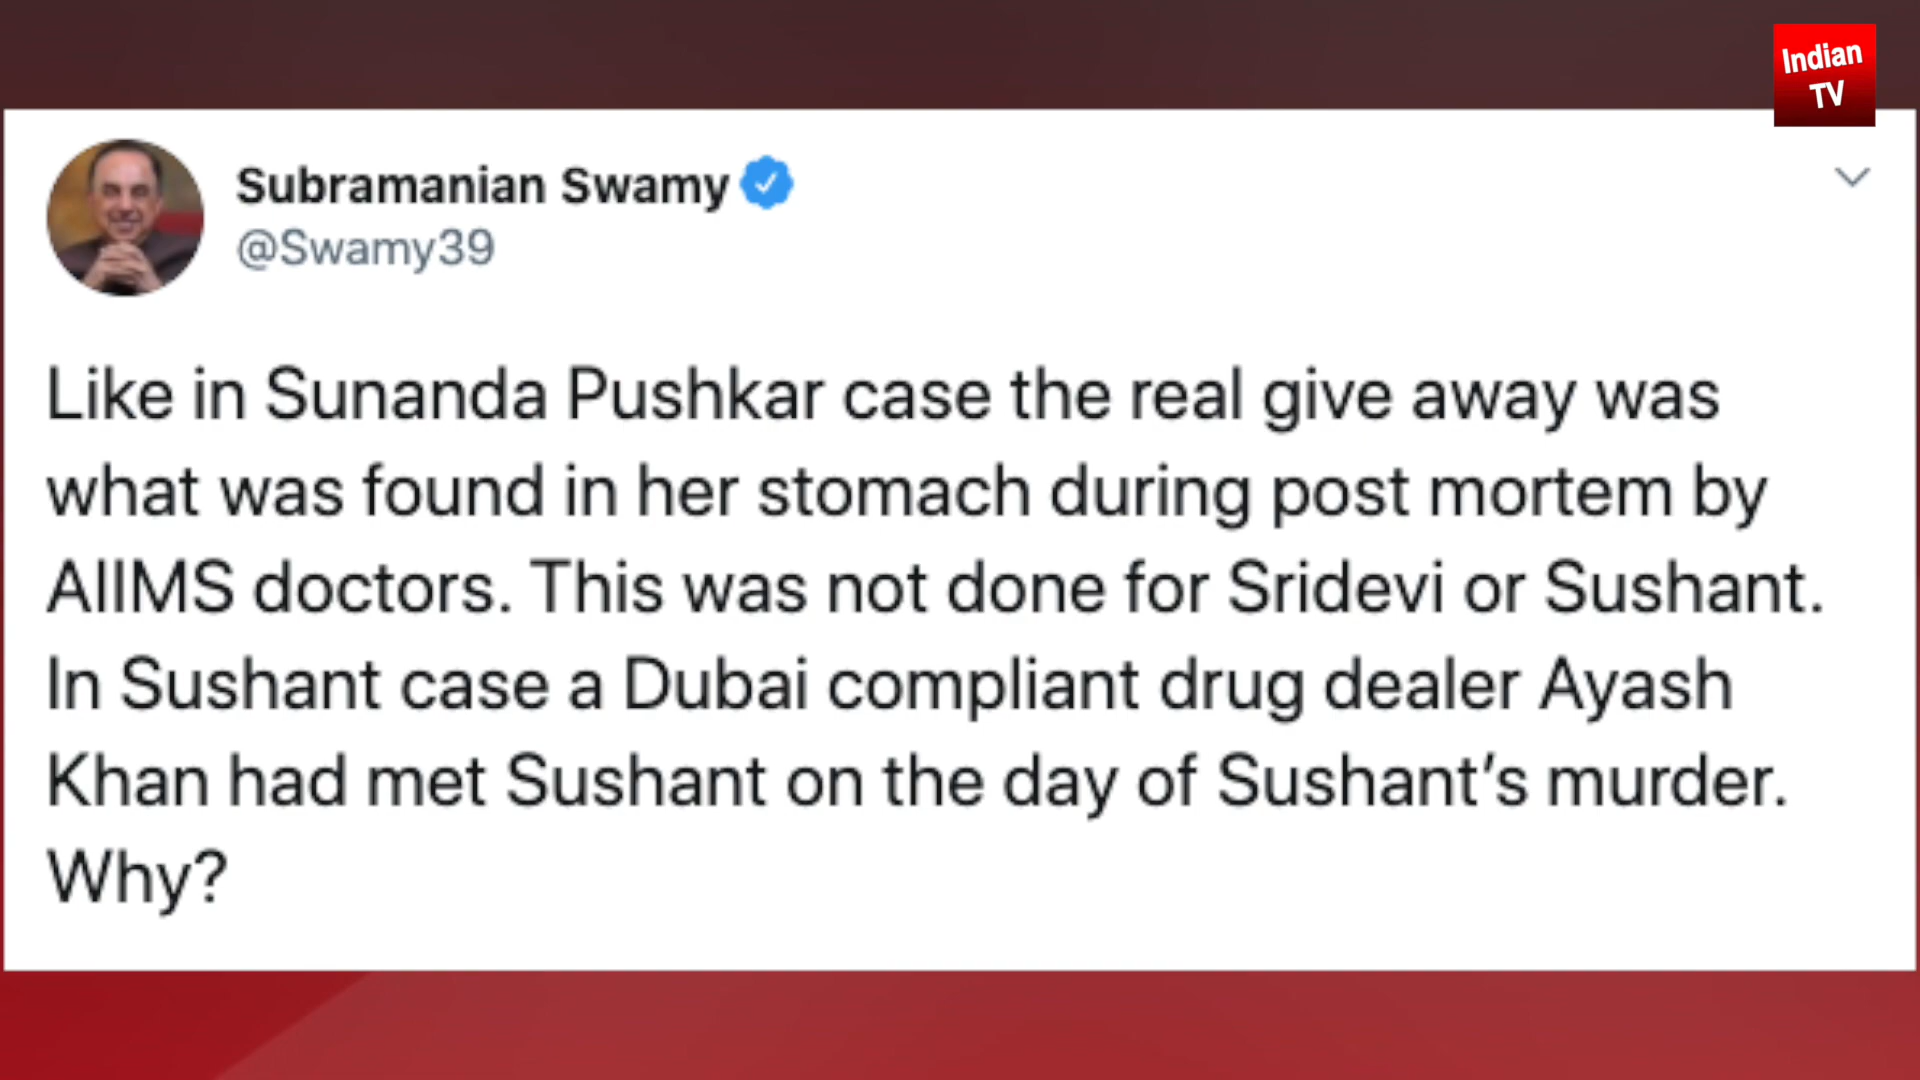 Indian
TV
Subramanian Swamy
@Swamy39
Like in Sunanda Pushkar case the real give away was
what was found in her stomach during post mortem by
AIIMS doctors. This was not done for Sridevi or Sushant.
In Sushant case a Dubai compliant drug dealer Ayash
Khan had met Sushant on the day of Sushant's murder.
Why?